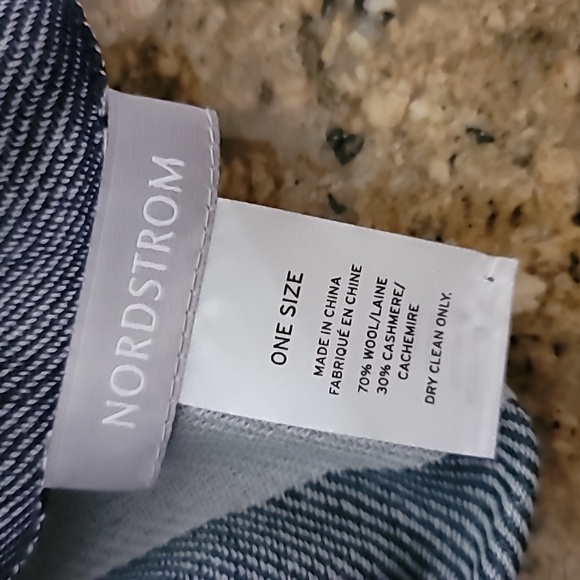 NORDSTROM
ONE SIZE
MADE IN CHINA
FABRIQUÉ EN CHINE
70% WOOL/LAINE
30% CASHMERE/
CACHEMIRE
DRY CLEAN ONLY.